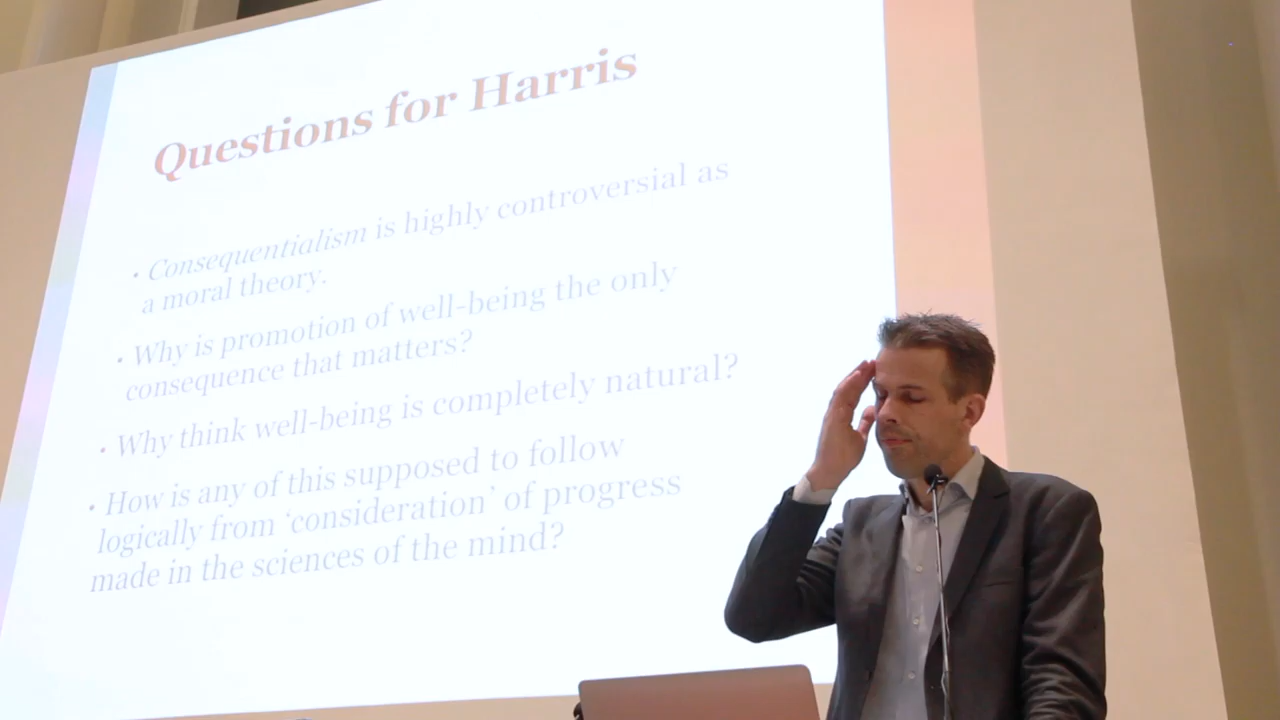 Questions for Harris
• Consequentialism is highly controversial as
a moral theory.
• Why is promotion of well-being the only
consequence that matters?
• Why think well-being is completely natural?
• How is any of this supposed to follow
logically from ‘consideration’ of progress
made in the sciences of the mind?